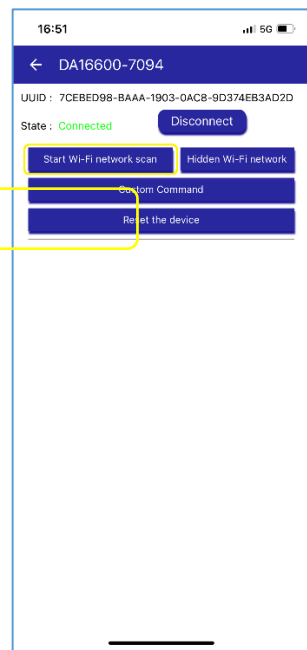 16:51 5G
← DA16600-7094
UUID : 7CEBED98-BAAA-1903-0AC8-9D374EB3AD2D
State : Connected Disconnect
Start Wi-Fi network scan Hidden Wi-Fi network
Custom Command
Reset the device